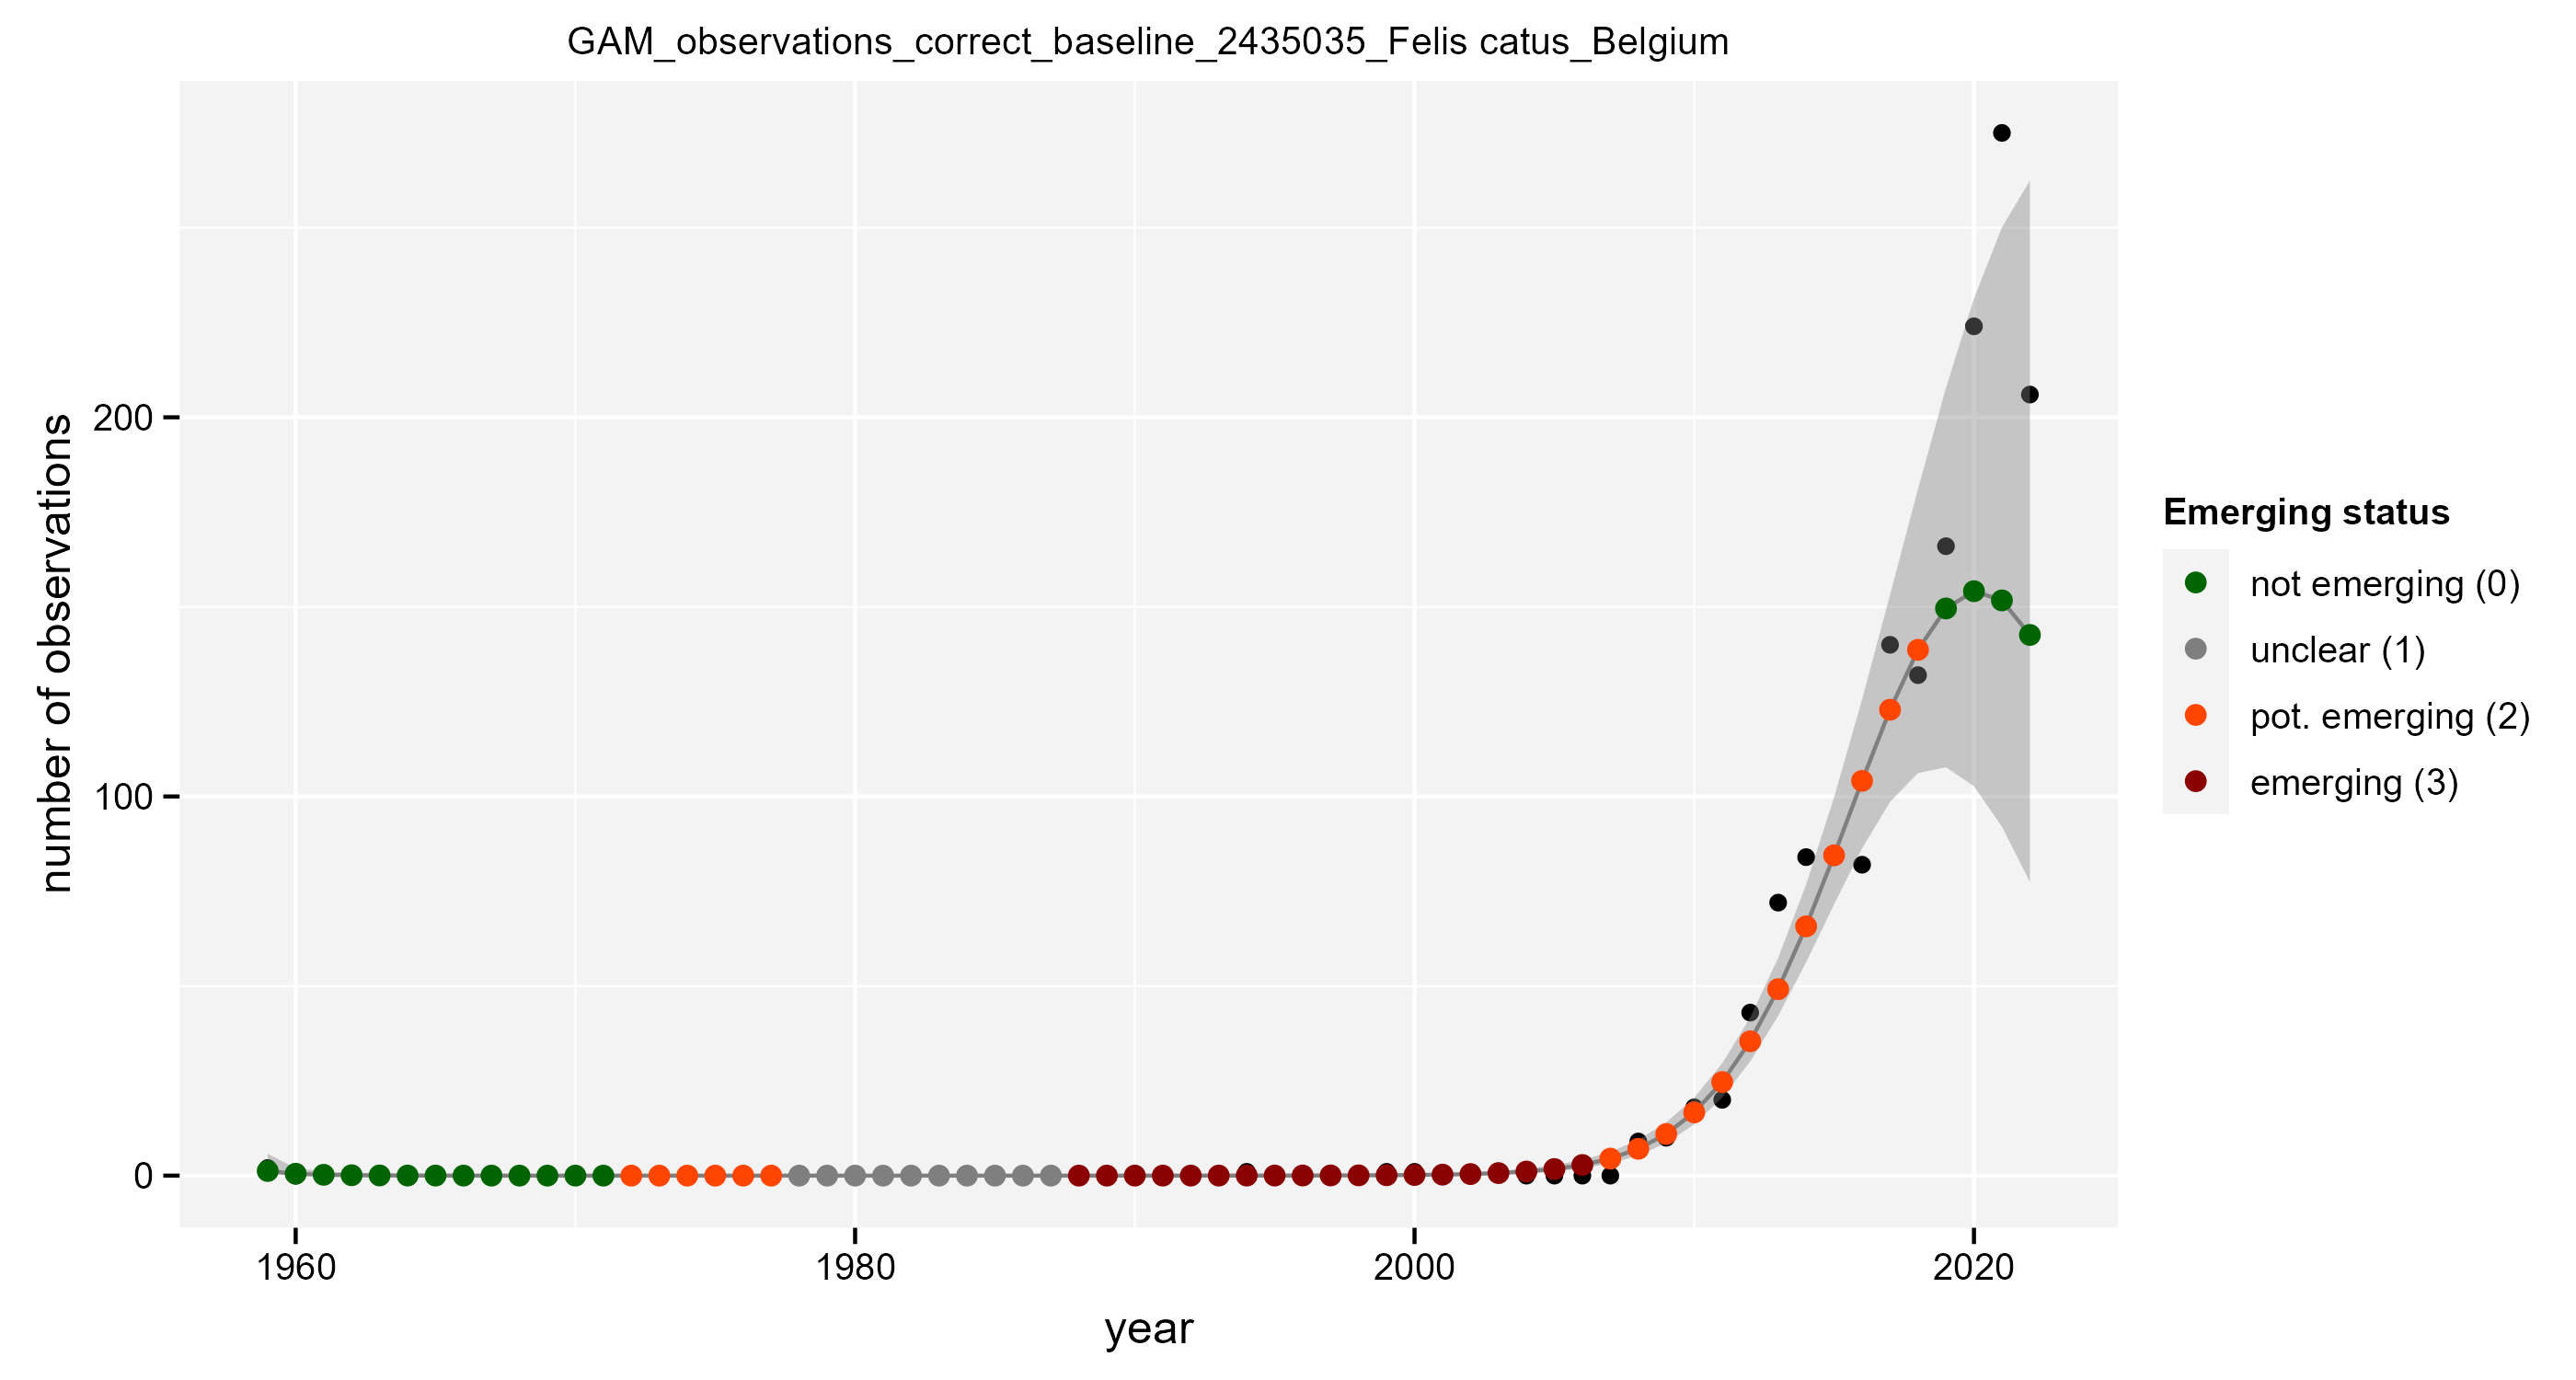 GAM_observations_correct_baseline_2435035_Felis catus_Belgium
number of observations
200
100
0
1960
1980
2000
2020
year
Emerging status
not emerging (0)
unclear (1)
pot. emerging (2)
emerging (3)